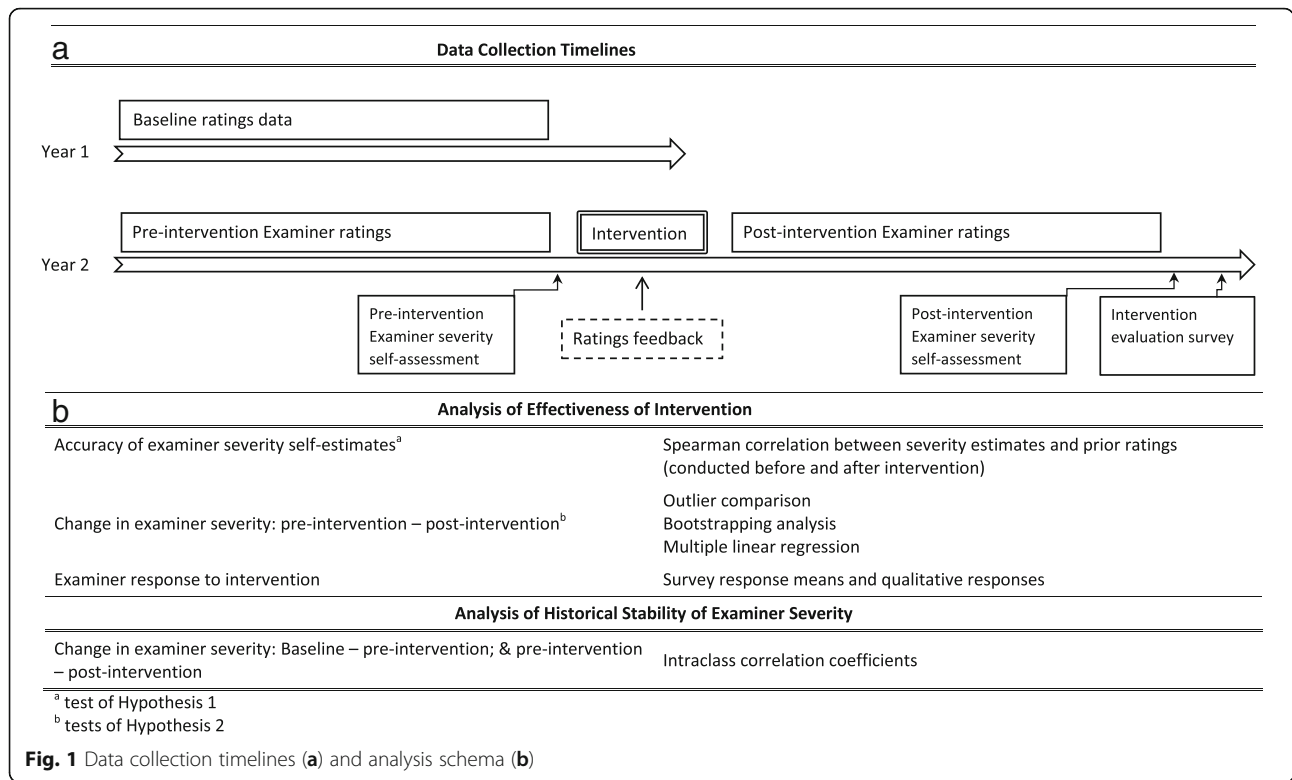 a
Data Collection Timelines
Baseline ratings data
Year 1
Pre-intervention Examiner ratings
Intervention
Post-intervention Examiner ratings
Year 2
Pre-intervention
Examiner severity
self-assessment
Ratings feedback
Post-intervention
Examiner severity
self-assessment
Intervention
evaluation survey
b
Analysis of Effectiveness of Intervention
Accuracy of examiner severity self-estimatesa
Spearman correlation between severity estimates and prior ratings
(conducted before and after intervention)
Change in examiner severity: pre-intervention – post-interventionb
Outlier comparison
Bootstrapping analysis
Multiple linear regression
Examiner response to intervention
Survey response means and qualitative responses
Analysis of Historical Stability of Examiner Severity
Change in examiner severity: Baseline – pre-intervention; & pre-intervention
– post-intervention
Intraclass correlation coefficients
a test of Hypothesis 1
b tests of Hypothesis 2
Fig. 1 Data collection timelines (a) and analysis schema (b)